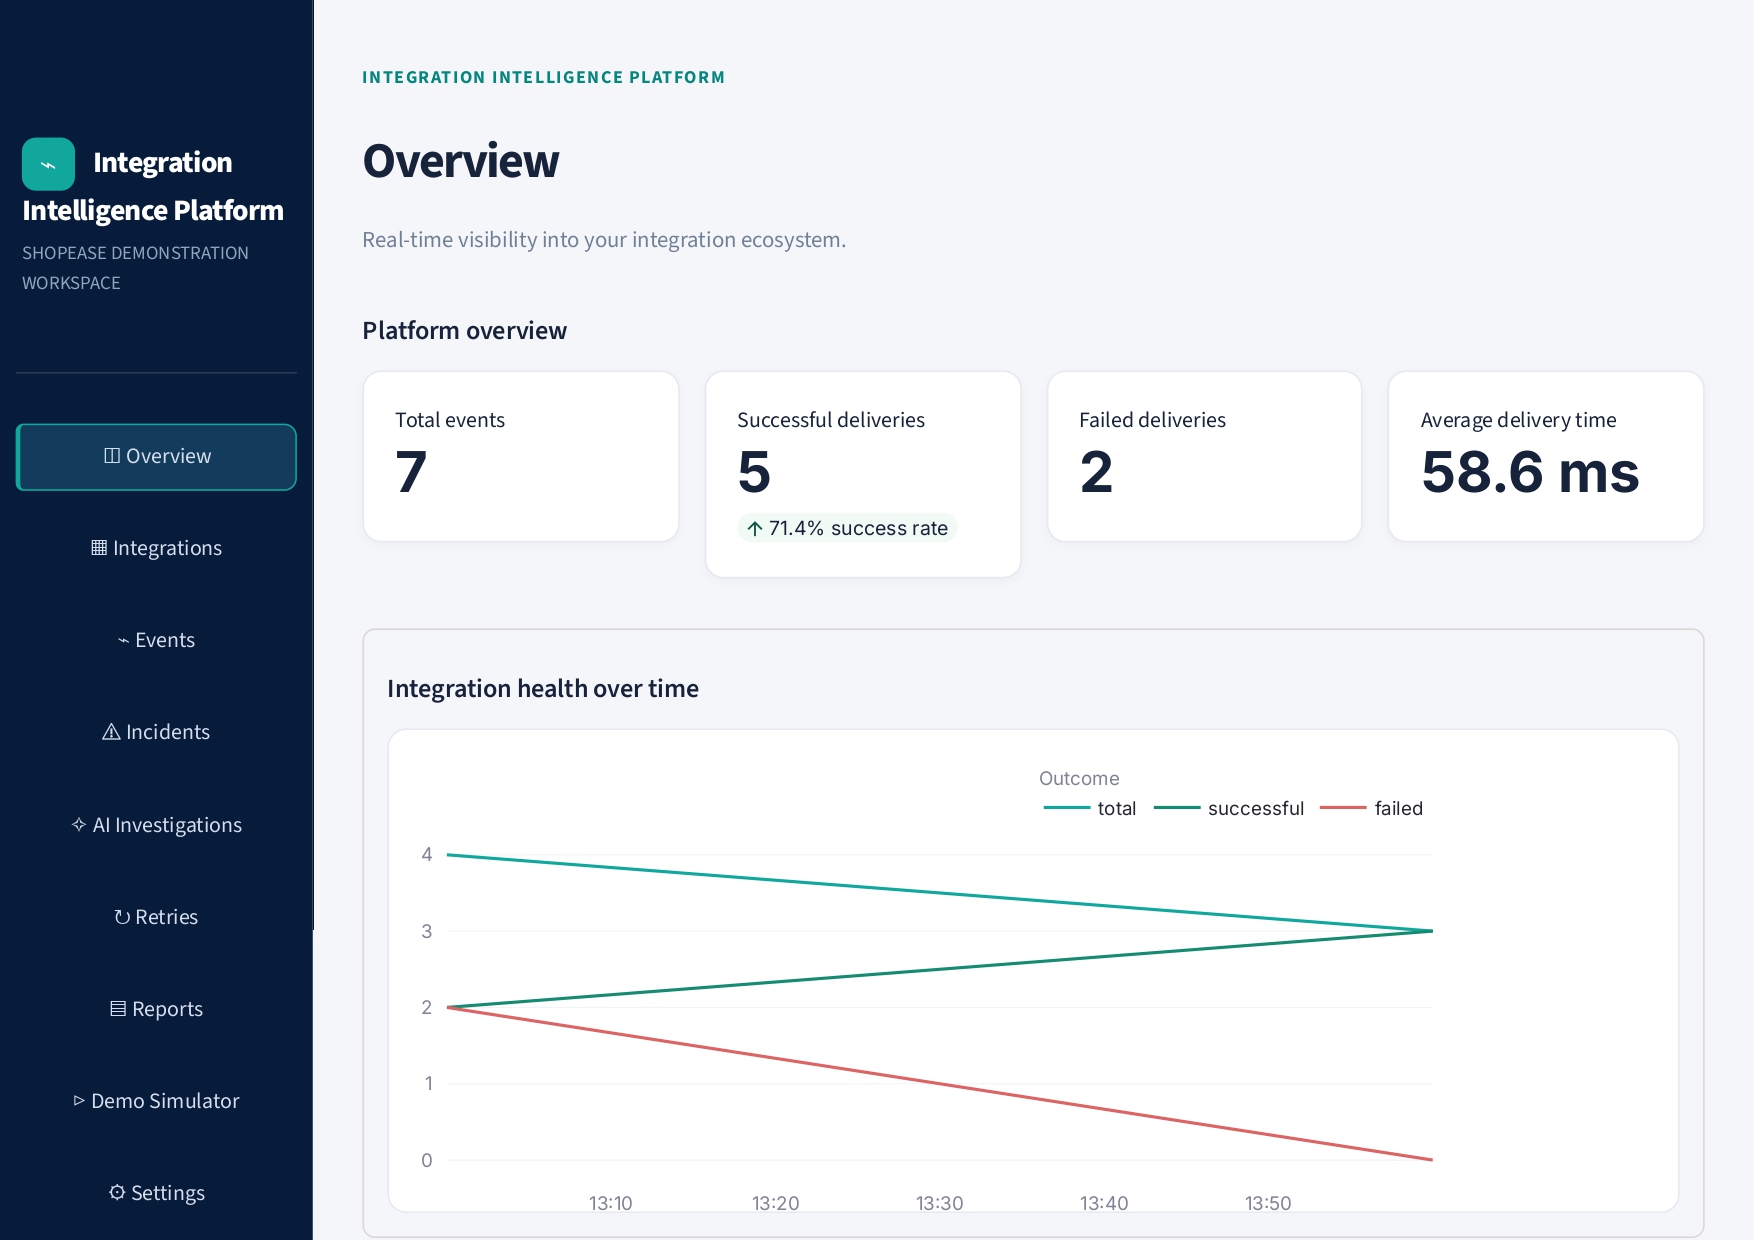 Integration
Intelligence Platform
SHOPEASE DEMONSTRATION
WORKSPACE
Overview
Integrations
Events
Incidents
AI Investigations
Retries
Reports
Demo Simulator
Settings
INTEGRATION INTELLIGENCE PLATFORM
Overview
Real-time visibility into your integration ecosystem.
Platform overview
Total events
7
Successful deliveries
5
↑ 71.4% success rate
Failed deliveries
2
Average delivery time
58.6 ms
Integration health over time
Outcome
total successful failed
4
3
2
1
0
13:10 13:20 13:30 13:40 13:50